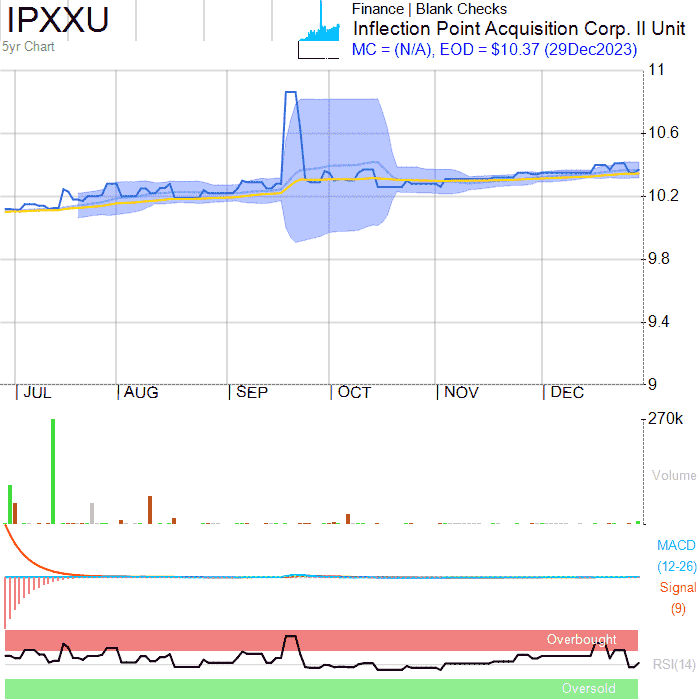 IPXXU
5yr Chart
Finance | Blank Checks
Inflection Point Acquisition Corp. II Unit
MC = (N/A), EOD = $10.37 (29Dec2023)
11
10.6
10.2
9.8
9.4
9
JUL AUG SEP OCT NOV DEC
270k
Volume
MACD
(12-26)
Signal
(9)
Overbought
RSI(14)
Oversold